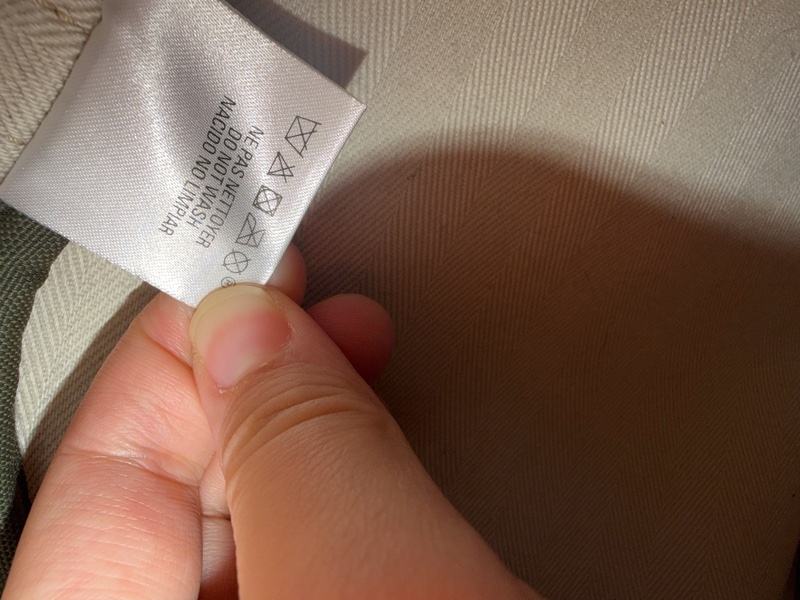 ®
NE PAS NETTOYER
DO NOT WASH
NACIDO NO LIMPIAR